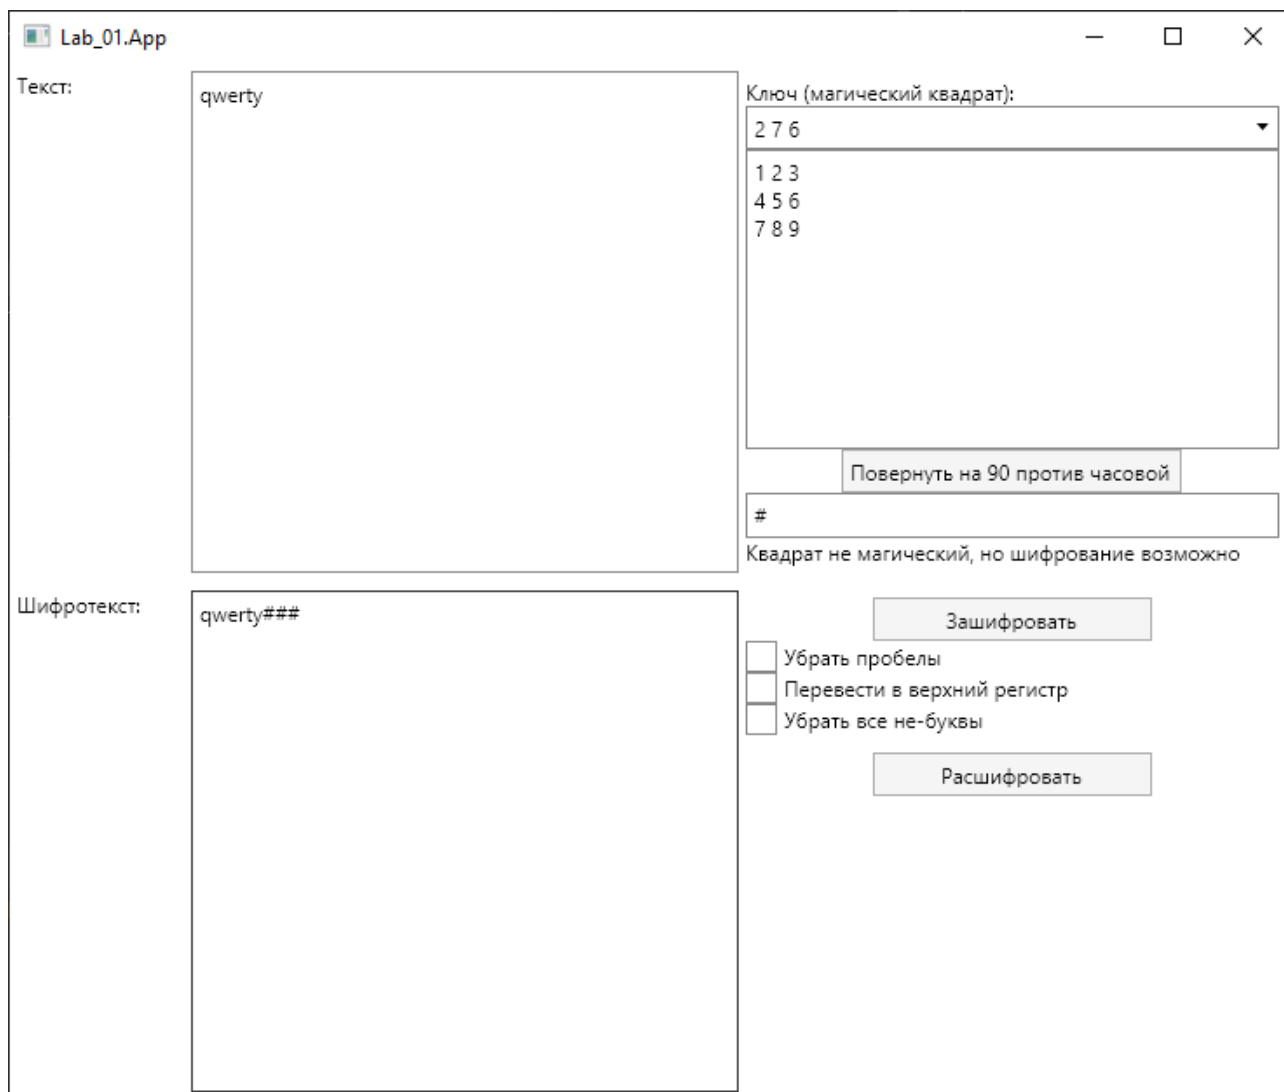 Lab_01.App
Текст:
qwerty
Ключ (магический квадрат):
2 7 6
1 2 3
4 5 6
7 8 9
Повернуть на 90 против часовой
#
Квадрат не магический, но шифрование возможно
Шифротекст:
qwerty###
Зашифровать
Убрать пробелы
Перевести в верхний регистр
Убрать все не-буквы
Расшифровать